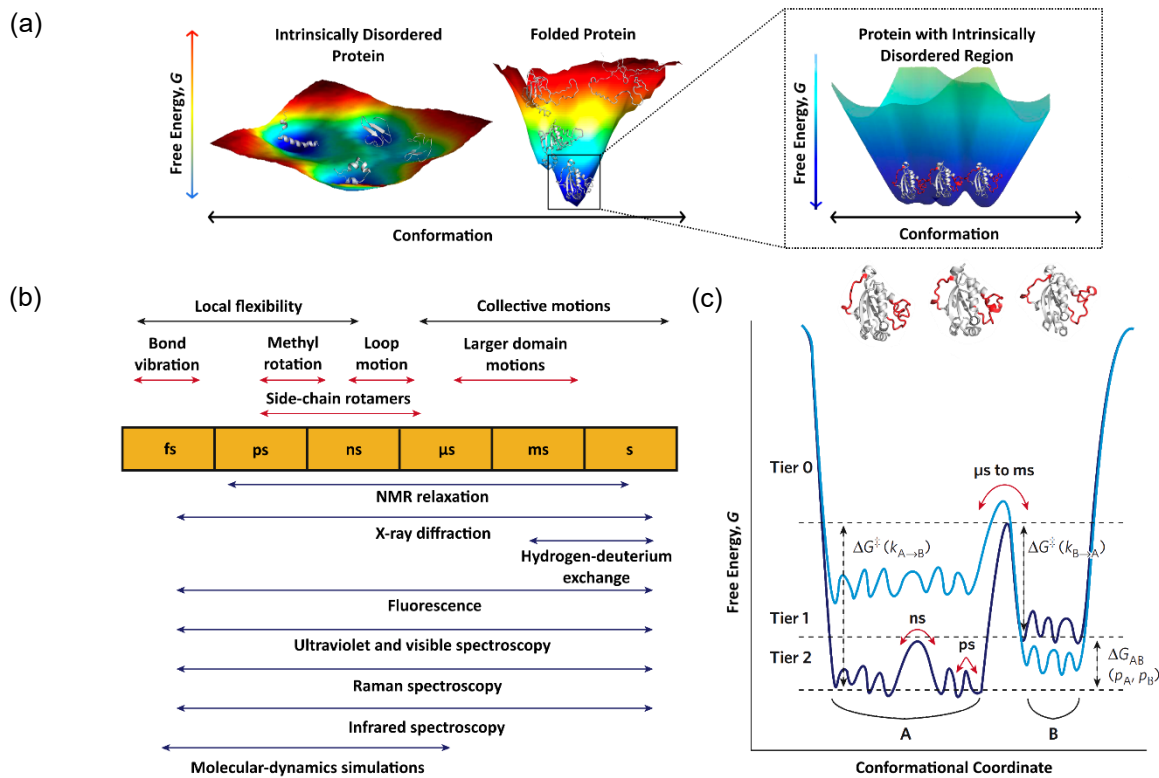 (a)
Intrinsically Disordered
Protein
Folded Protein
Protein with Intrinsically
Disordered Region
Free Energy, G
Free Energy, G
Conformation
Conformation
(b)
Local flexibility
Collective motions
Bond
vibration
Methyl
rotation
Loop
motion
Larger domain
motions
Side-chain rotamers
fs
ps
ns
µs
ms
s
NMR relaxation
X-ray diffraction
Hydrogen-deuterium
exchange
Fluorescence
Ultraviolet and visible spectroscopy
Raman spectroscopy
Infrared spectroscopy
Molecular-dynamics simulations
(c)
Free Energy, G
Tier 0
µs to ms
ΔG‡ (kA→B)
ΔG‡ (kB→A)
Tier 1
ns
Tier 2
ps
ΔGAB
(pA, pB)
A
B
Conformational Coordinate